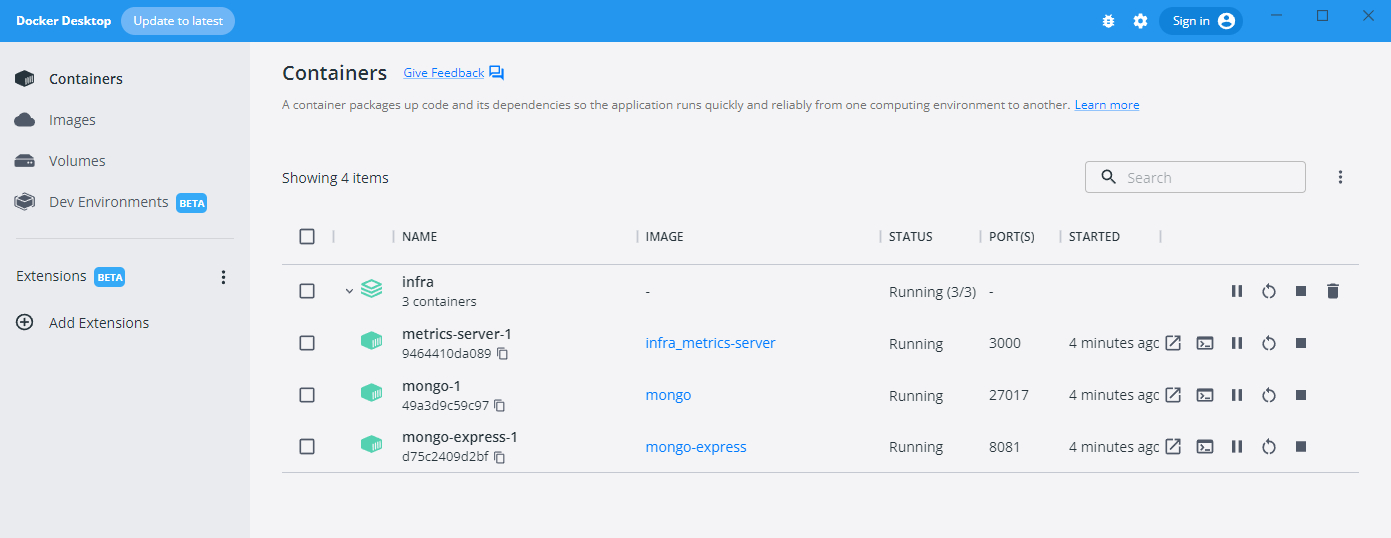 Docker Desktop Update to latest Sign in
Containers
Images
Volumes
Dev Environments BETA
Extensions BETA
Add Extensions
Containers Give Feedback
A container packages up code and its dependencies so the application runs quickly and reliably from one computing environment to another. Learn more
Showing 4 items Search
NAME IMAGE STATUS PORT(S) STARTED
infra
3 containers - Running (3/3) -
metrics-server-1
9464410da089 infra_metrics-server Running 3000 4 minutes agc
mongo-1
49a3d9c59c97 mongo Running 27017 4 minutes agc
mongo-express-1
d75c2409d2bf mongo-express Running 8081 4 minutes agc